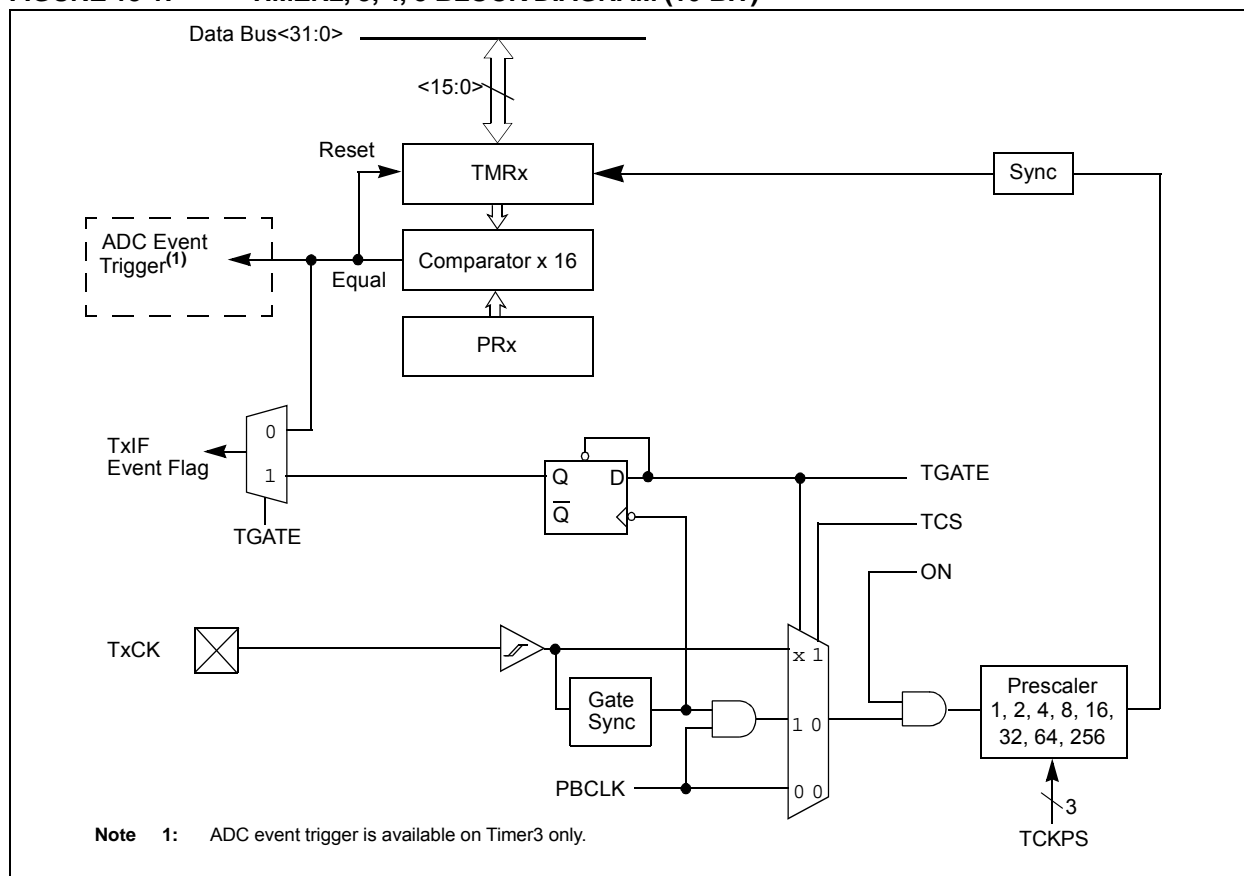 Data Bus<31:0>
<15:0>
Reset
TMRx
Sync
ADC Event
Trigger(1)
Equal
Comparator x 16
PRx
0
TxIF
Event Flag
1
Q
D
Q
TGATE
TGATE
TCS
ON
TxCK
x 1
Gate
Sync
1 0
Prescaler
1, 2, 4, 8, 16,
32, 64, 256
PBCLK
0 0
3
TCKPS
Note 1: ADC event trigger is available on Timer3 only.